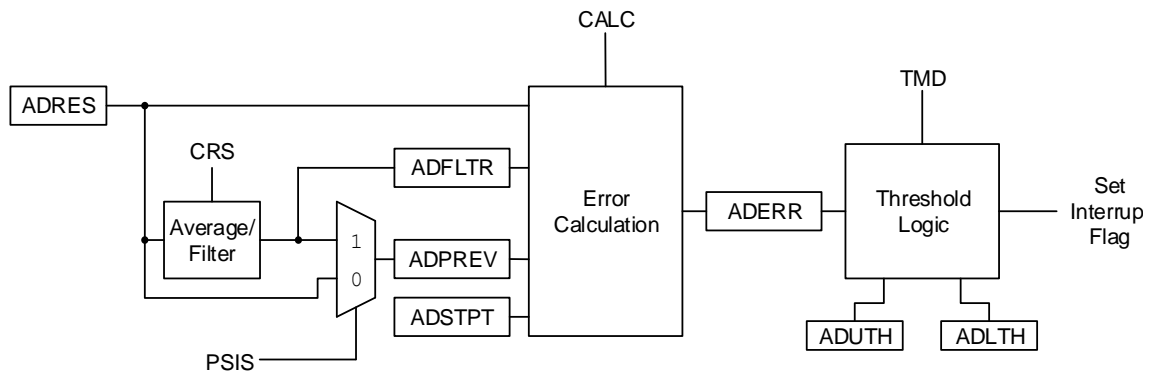 CALC
TMD
ADRES
CRS
ADFLTR
Average/
Filter
1
0
ADPREV
ADSTPT
PSIS
Error
Calculation
ADERR
Threshold
Logic
Set
Interrup
Flag
ADUTH
ADLTH